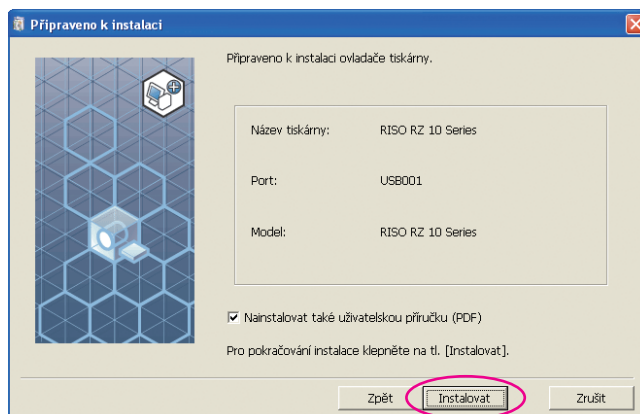 Připraveno k instalaci
Připraveno k instalaci ovladače tiskárny.
Název tiskárny: RISO RZ 10 Series
Port: USB001
Model: RISO RZ 10 Series
Nainstalovat také uživatelskou příručku (PDF)
Pro pokračování instalace klepněte na tl. [Instalovat].
Zpět Instalovat Zrušit